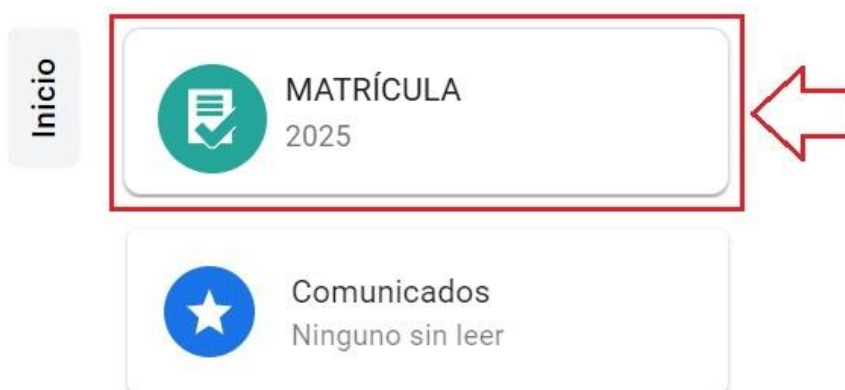 Inicio
MATRÍCULA
2025
Comunicados
Ninguno sin leer